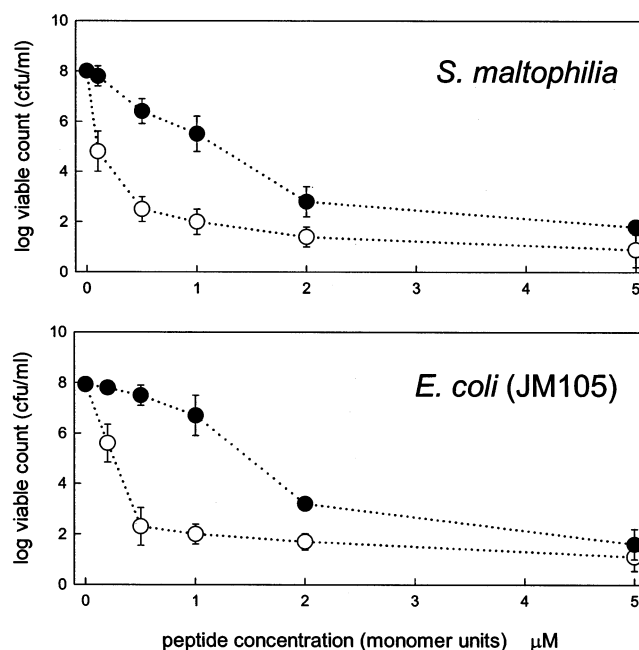 10
8
6
4
2
0
log viable count (cfu/ml)
S. maltophilia
0 1 2 3 4 5
10
8
6
4
2
0
log viable count (cfu/ml)
E. coli (JM105)
0 1 2 3 4 5
peptide concentration (monomer units) μM